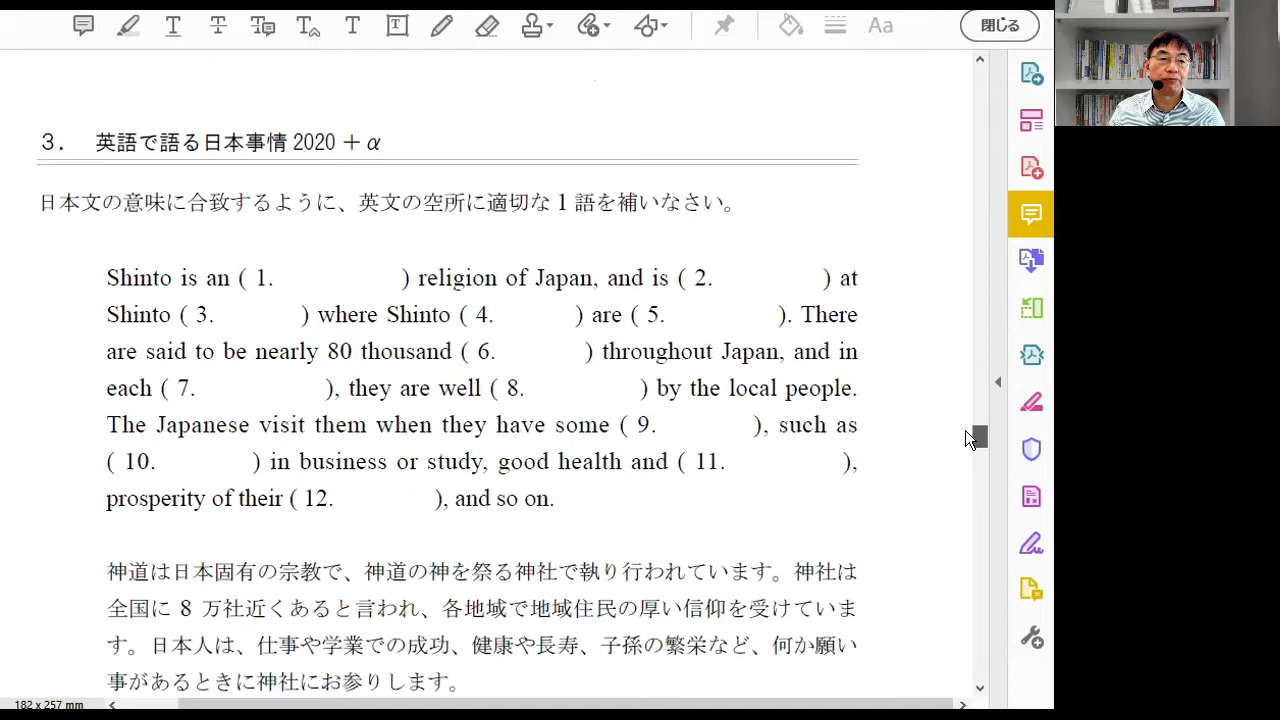 閉じる
Aa
3． 英語で語る日本事情 2020 + α
日本文の意味に合致するように、英文の空所に適切な 1 語を補いなさい。
Shinto is an ( 1. ) religion of Japan, and is ( 2. ) at
Shinto ( 3. ) where Shinto ( 4. ) are ( 5. ). There
are said to be nearly 80 thousand ( 6. ) throughout Japan, and in
each ( 7. ), they are well ( 8. ) by the local people.
The Japanese visit them when they have some ( 9. ), such as
( 10. ) in business or study, good health and ( 11. ),
prosperity of their ( 12. ), and so on.
神道は日本固有の宗教で、神道の神を祭る神社で執り行われています。神社は
全国に 8 万社近くあると言われ、各地域で地域住民の厚い信仰を受けていま
す。日本人は、仕事や学業での成功、健康や長寿、子孫の繁栄など、何か願い
事があるときに神社にお参りします。
182 x 257 mm